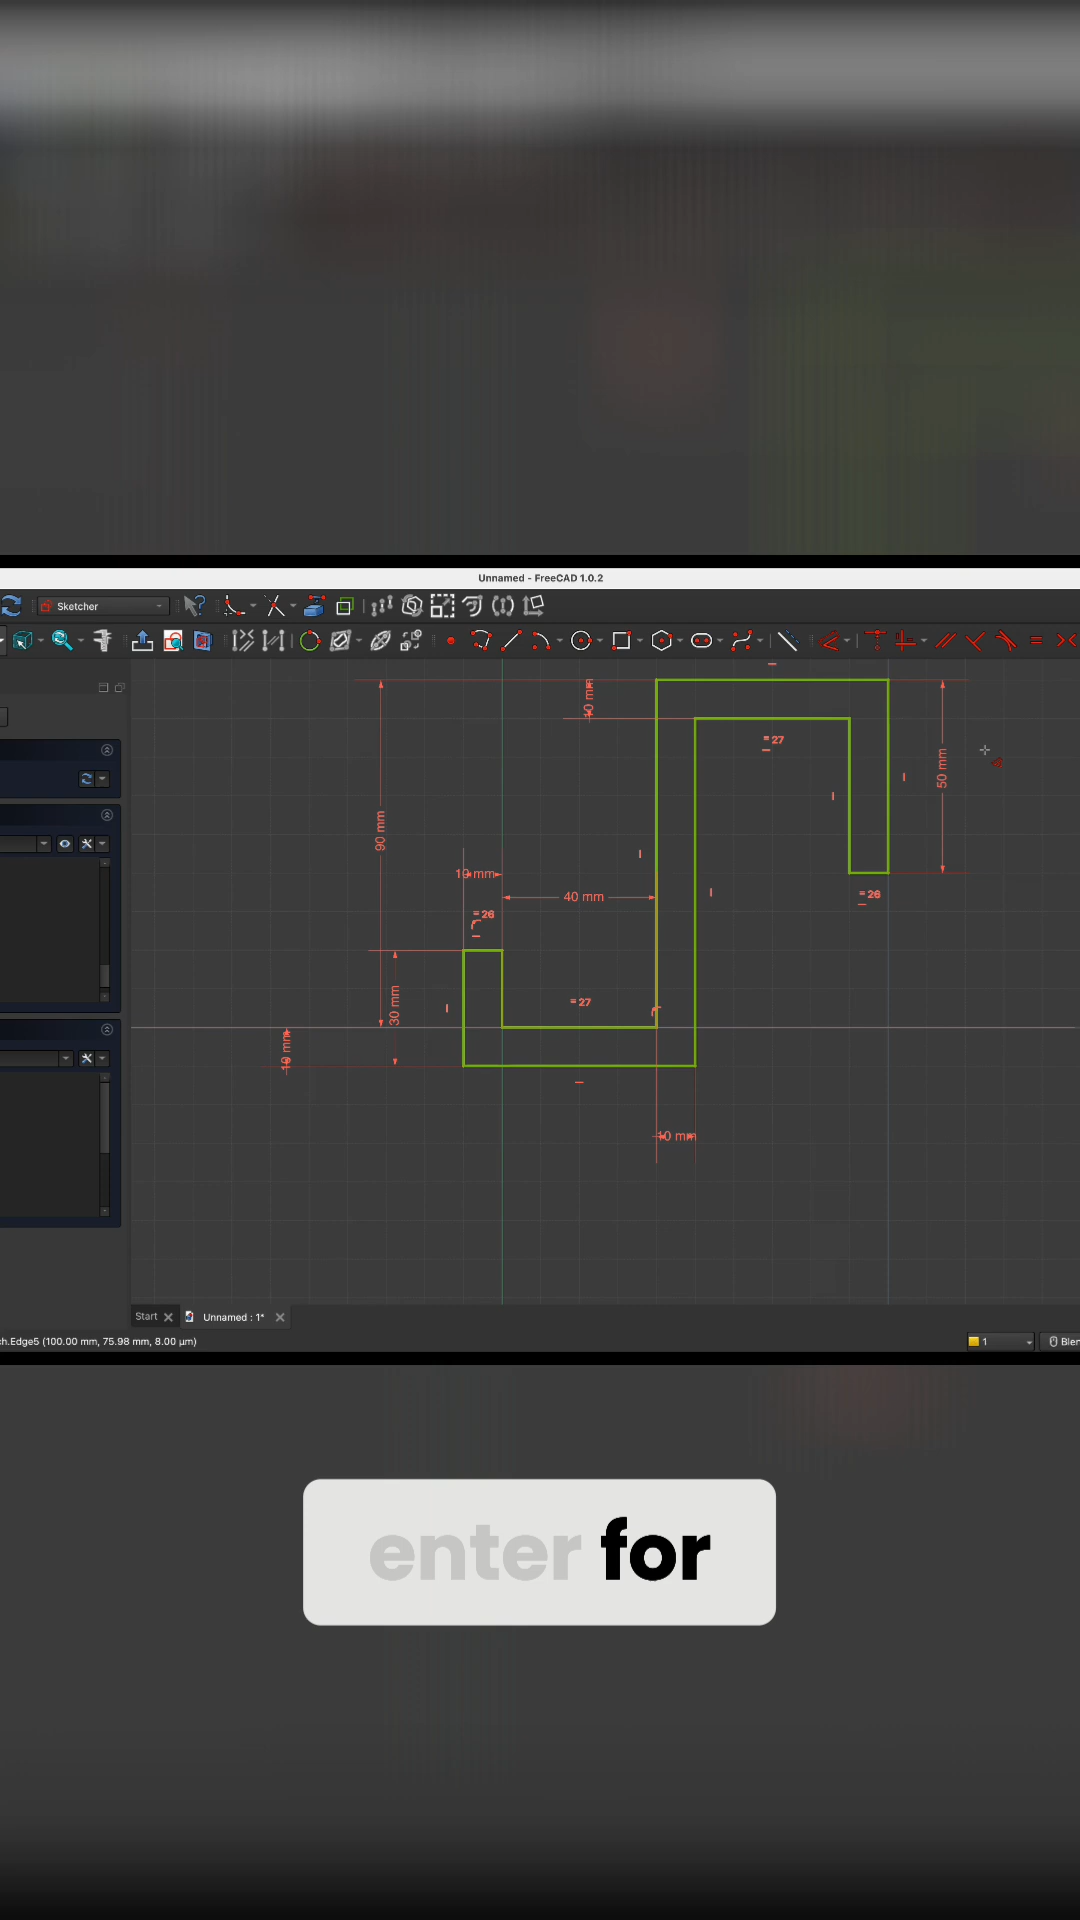 Unnamed - FreeCAD 1.0.2
Sketcher
10 mm
= 27
50 mm
90 mm
10 mm
40 mm
= 26
= 26
30 mm
= 27
10 mm
10 mm
Start
Unnamed : 1*
ch.Edge5 (100.00 mm, 75.98 mm, 8.00 µm)
1
Blen
enter for